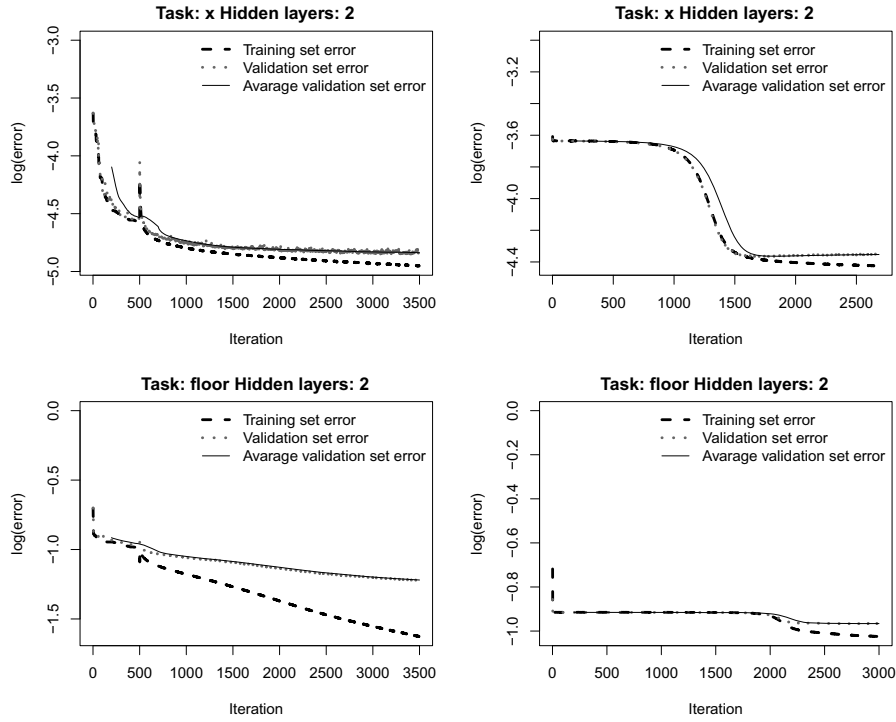 Task: x Hidden layers: 2
Training set error
Validation set error
Avarage validation set error
log(error)
−3.0
−3.5
−4.0
−4.5
−5.0
0 500 1000 1500 2000 2500 3000 3500
Iteration
Task: x Hidden layers: 2
Training set error
Validation set error
Avarage validation set error
log(error)
−3.2
−3.6
−4.0
−4.4
0 500 1000 1500 2000 2500
Iteration
Task: floor Hidden layers: 2
Training set error
Validation set error
Avarage validation set error
log(error)
0.0
−0.5
−1.0
−1.5
0 500 1000 1500 2000 2500 3000 3500
Iteration
Task: floor Hidden layers: 2
Training set error
Validation set error
Avarage validation set error
log(error)
0.0
−0.2
−0.4
−0.6
−0.8
−1.0
0 500 1000 1500 2000 2500 3000
Iteration